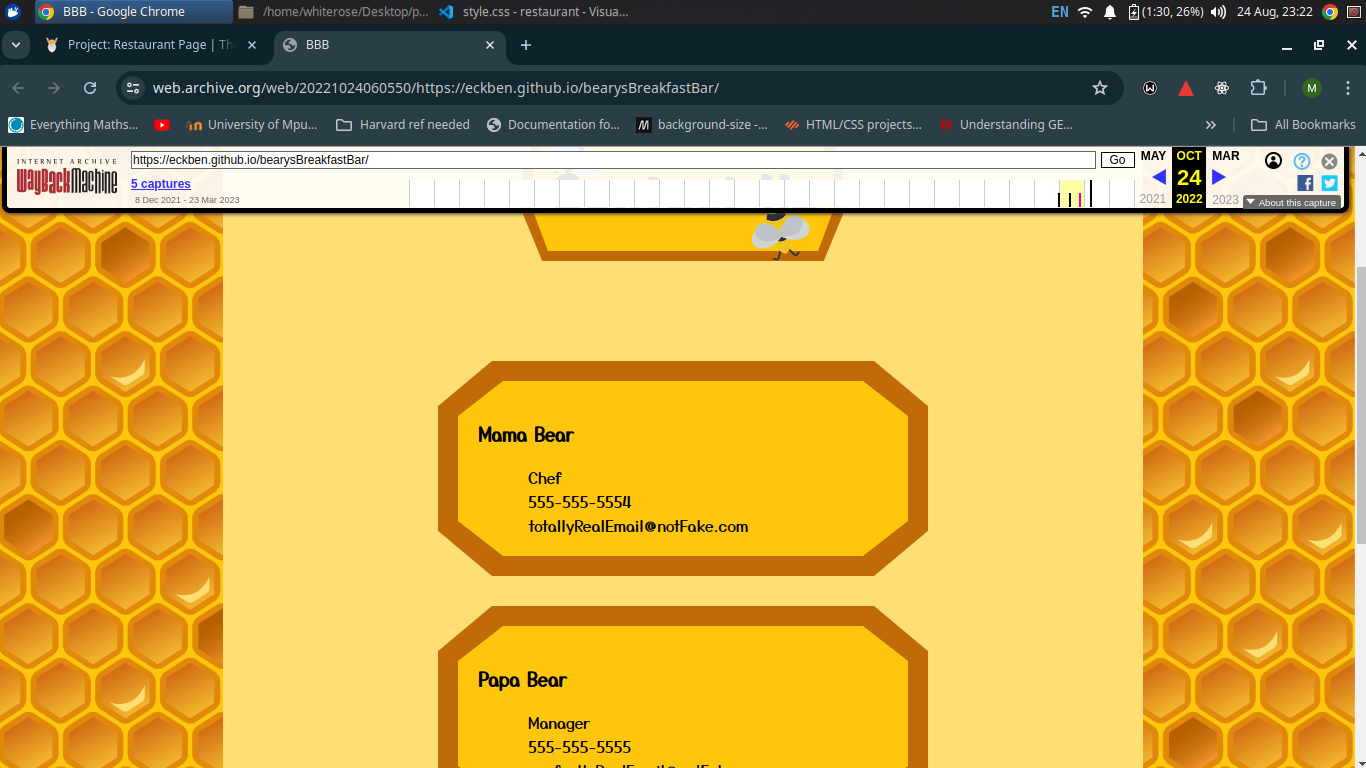 BBB - Google Chrome
/home/whiterose/Desktop/p...
style.css - restaurant - Visua...
EN
(1:30, 26%)
24 Aug, 23:22
Project: Restaurant Page | Th
BBB
web.archive.org/web/20221024060550/https://eckben.github.io/bearysBreakfastBar/
M
Everything Maths...
University of Mpu...
Harvard ref needed
Documentation fo...
background-size -...
HTML/CSS projects...
Understanding GE...
All Bookmarks
INTERNET ARCHIVE
WayBackMachine
https://eckben.github.io/bearysBreakfastBar/
Go
MAY
OCT
MAR
5 captures
24
8 Dec 2021 - 23 Mar 2023
2021
2022
2023
About this capture
Mama Bear
Chef
555-555-5554
totallyRealEmail@notFake.com
Papa Bear
Manager
555-555-5555